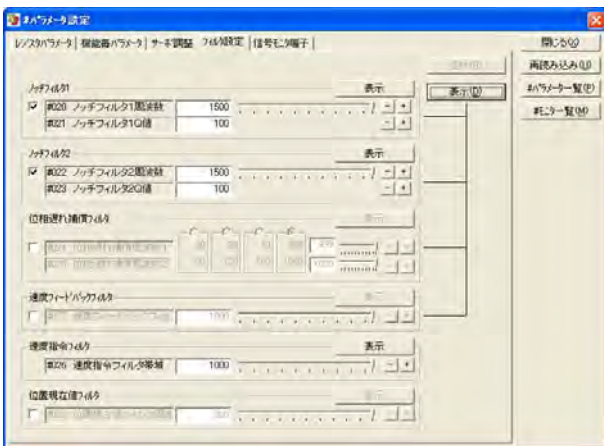 #パラメータ設定
レンスタパラメータ 機能毎パラメータ サーボ調整 フィルタ設定 信号モニタ端子
閉じる(X)
再読み込み(U)
#パラメータ一覧(P)
#モニタ一覧(M)
表示(D)
ノッチフィルタ1
表示
#020 ノッチフィルタ1周波数 1500 - +
#021 ノッチフィルタ1Q値 100 - +
ノッチフィルタ2
表示
#022 ノッチフィルタ2周波数 1500 - +
#023 ノッチフィルタ2Q値 100 - +
位相遅れ補償フィルタ
表示
速度フィードバックフィルタ
表示
1000 - +
速度指令フィルタ
表示
#026 速度指令フィルタ帯域 1000 - +
位置現在値フィルタ